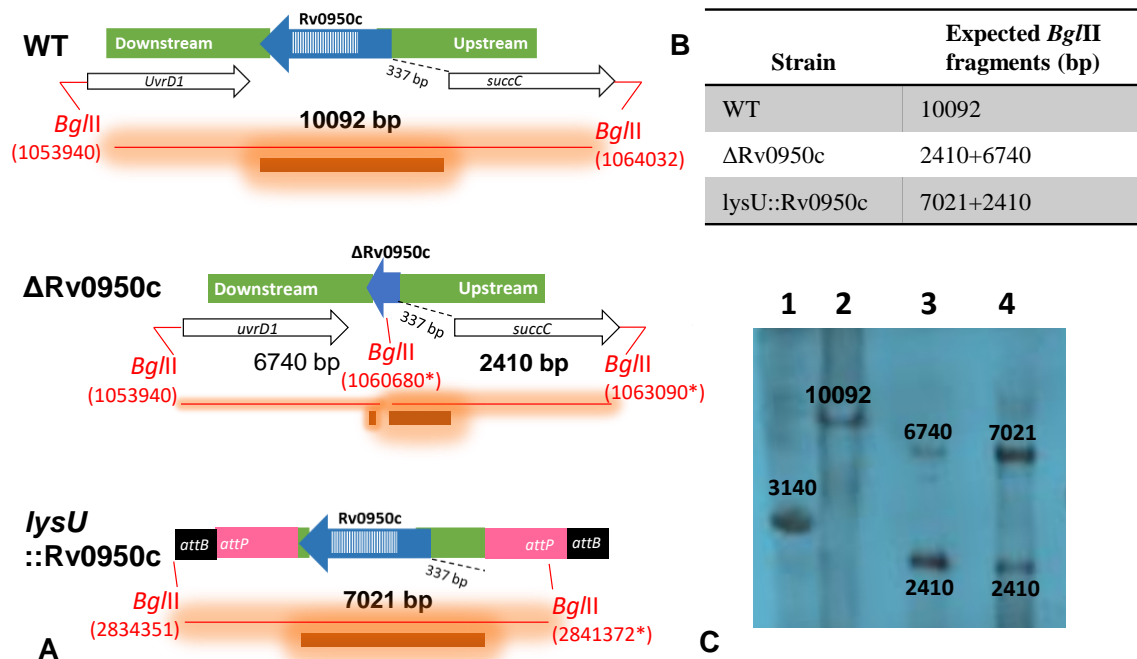 WT
Rv0950c
Downstream
Upstream
337 bp
UvrD1
succC
BglII
(1053940)
10092 bp
BglII
(1064032)
ΔRv0950c
ΔRv0950c
Downstream
Upstream
337 bp
uvrD1
succC
6740 bp
BglII
(1060680*)
2410 bp
BglII
(1053940)
BglII
(1063090*)
lysU
::Rv0950c
Rv0950c
attB
attP
attP
attB
337 bp
BglII
(2834351)
7021 bp
BglII
(2841372*)
A
B
Strain
Expected BglII
fragments (bp)
WT
10092
ΔRv0950c
2410+6740
lysU::Rv0950c
7021+2410
1 2 3 4
10092
6740
7021
3140
2410
2410
C